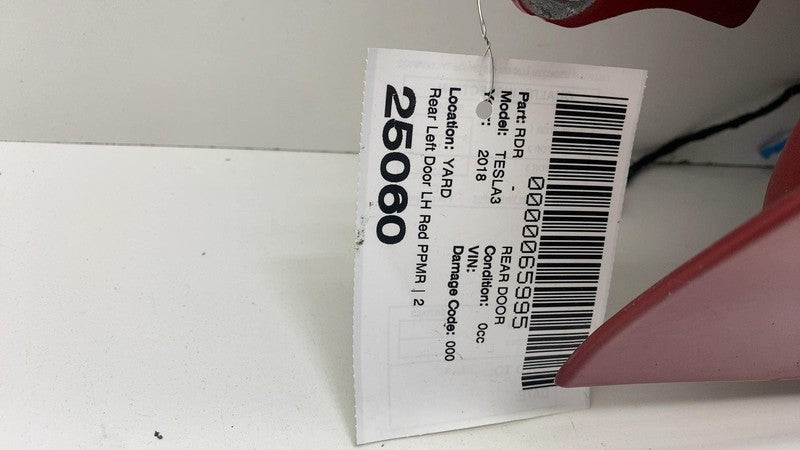 0000065995
Part: RDR - REAR DOOR
Model: TESLA3 Condition: 0cc
2018 VIN:
Location: YARD Damage Code: 000
Rear Left Door LH Red PPMR | 2
25060